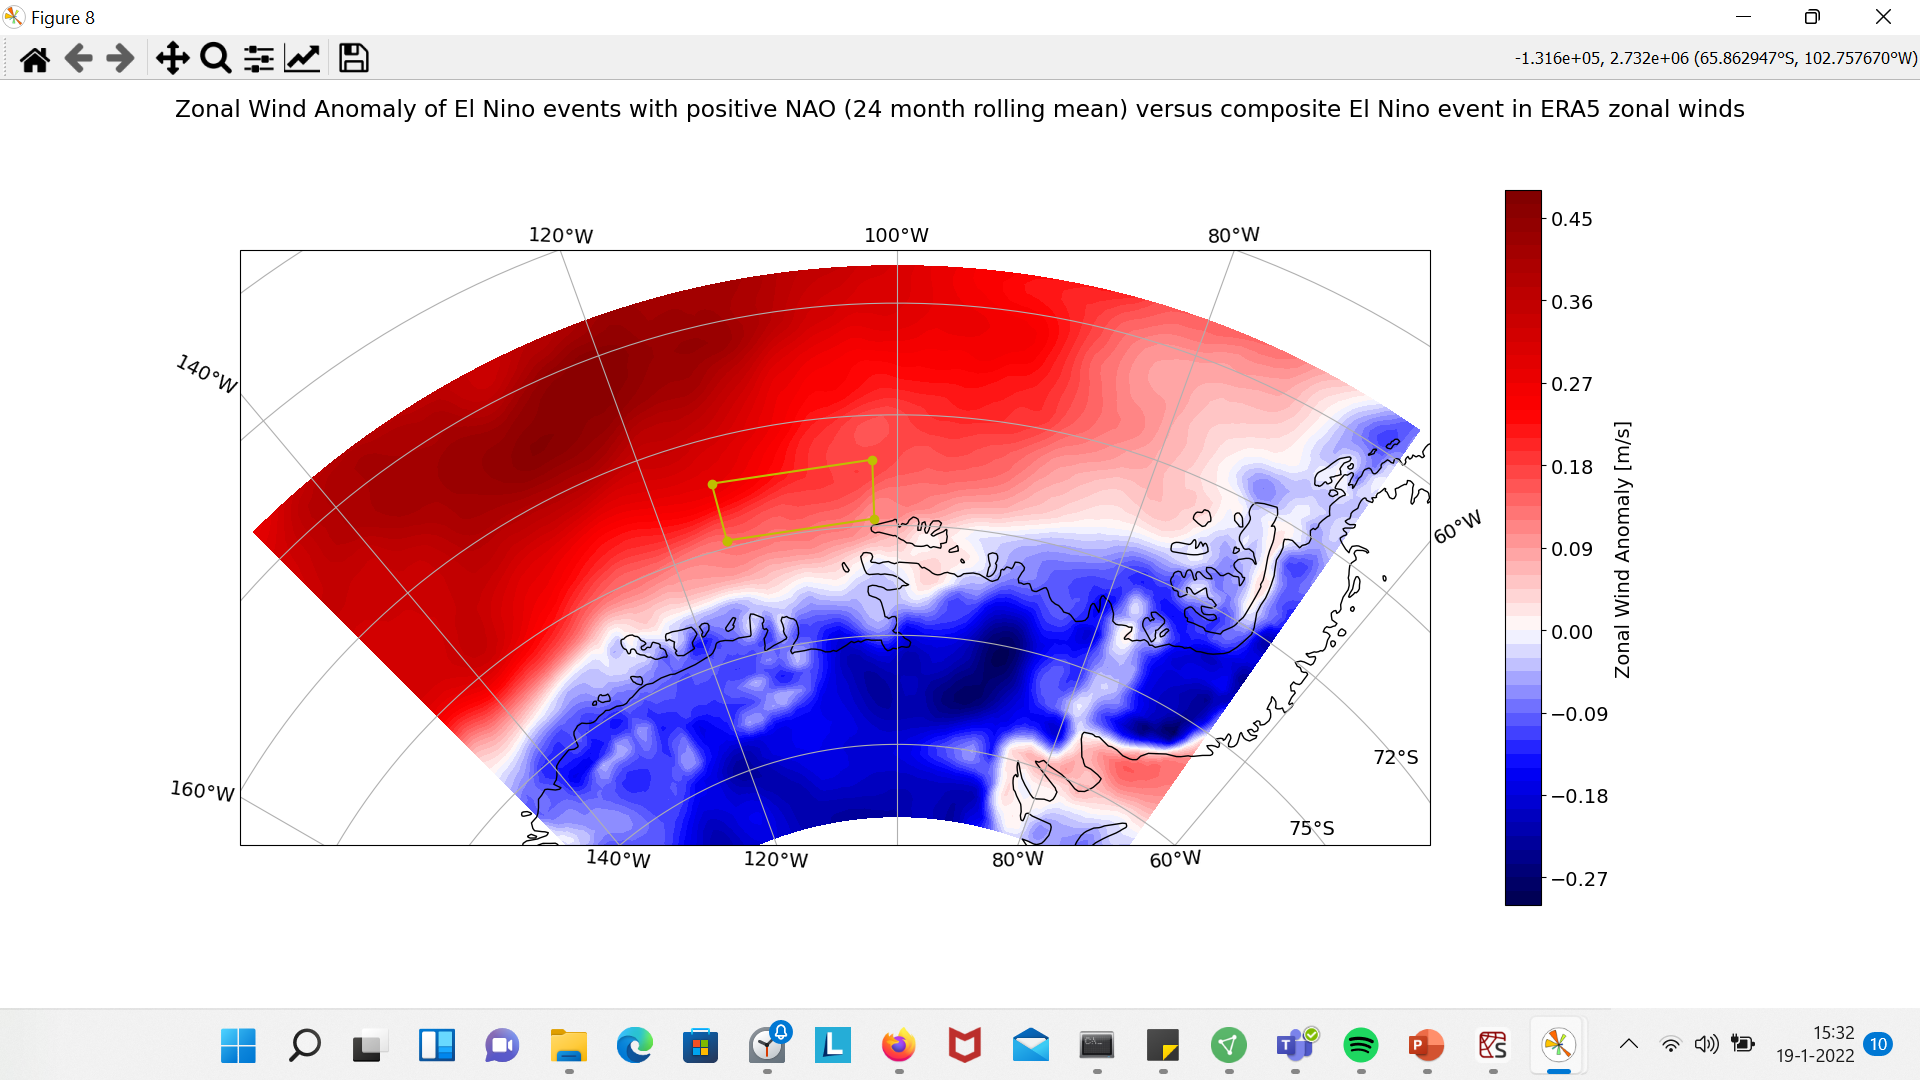 Figure 8
-1.316e+05, 2.732e+06 (65.862947°S, 102.757670°W)
Zonal Wind Anomaly of El Nino events with positive NAO (24 month rolling mean) versus composite El Nino event in ERA5 zonal winds
120°W
100°W
80°W
140°W
160°W
60°W
72°S
75°S
140°W
120°W
80°W
60°W
0.45
0.36
0.27
0.18
0.09
0.00
−0.09
−0.18
−0.27
Zonal Wind Anomaly [m/s]
L
C:\_
T
P
S
15:32
19-1-2022
10